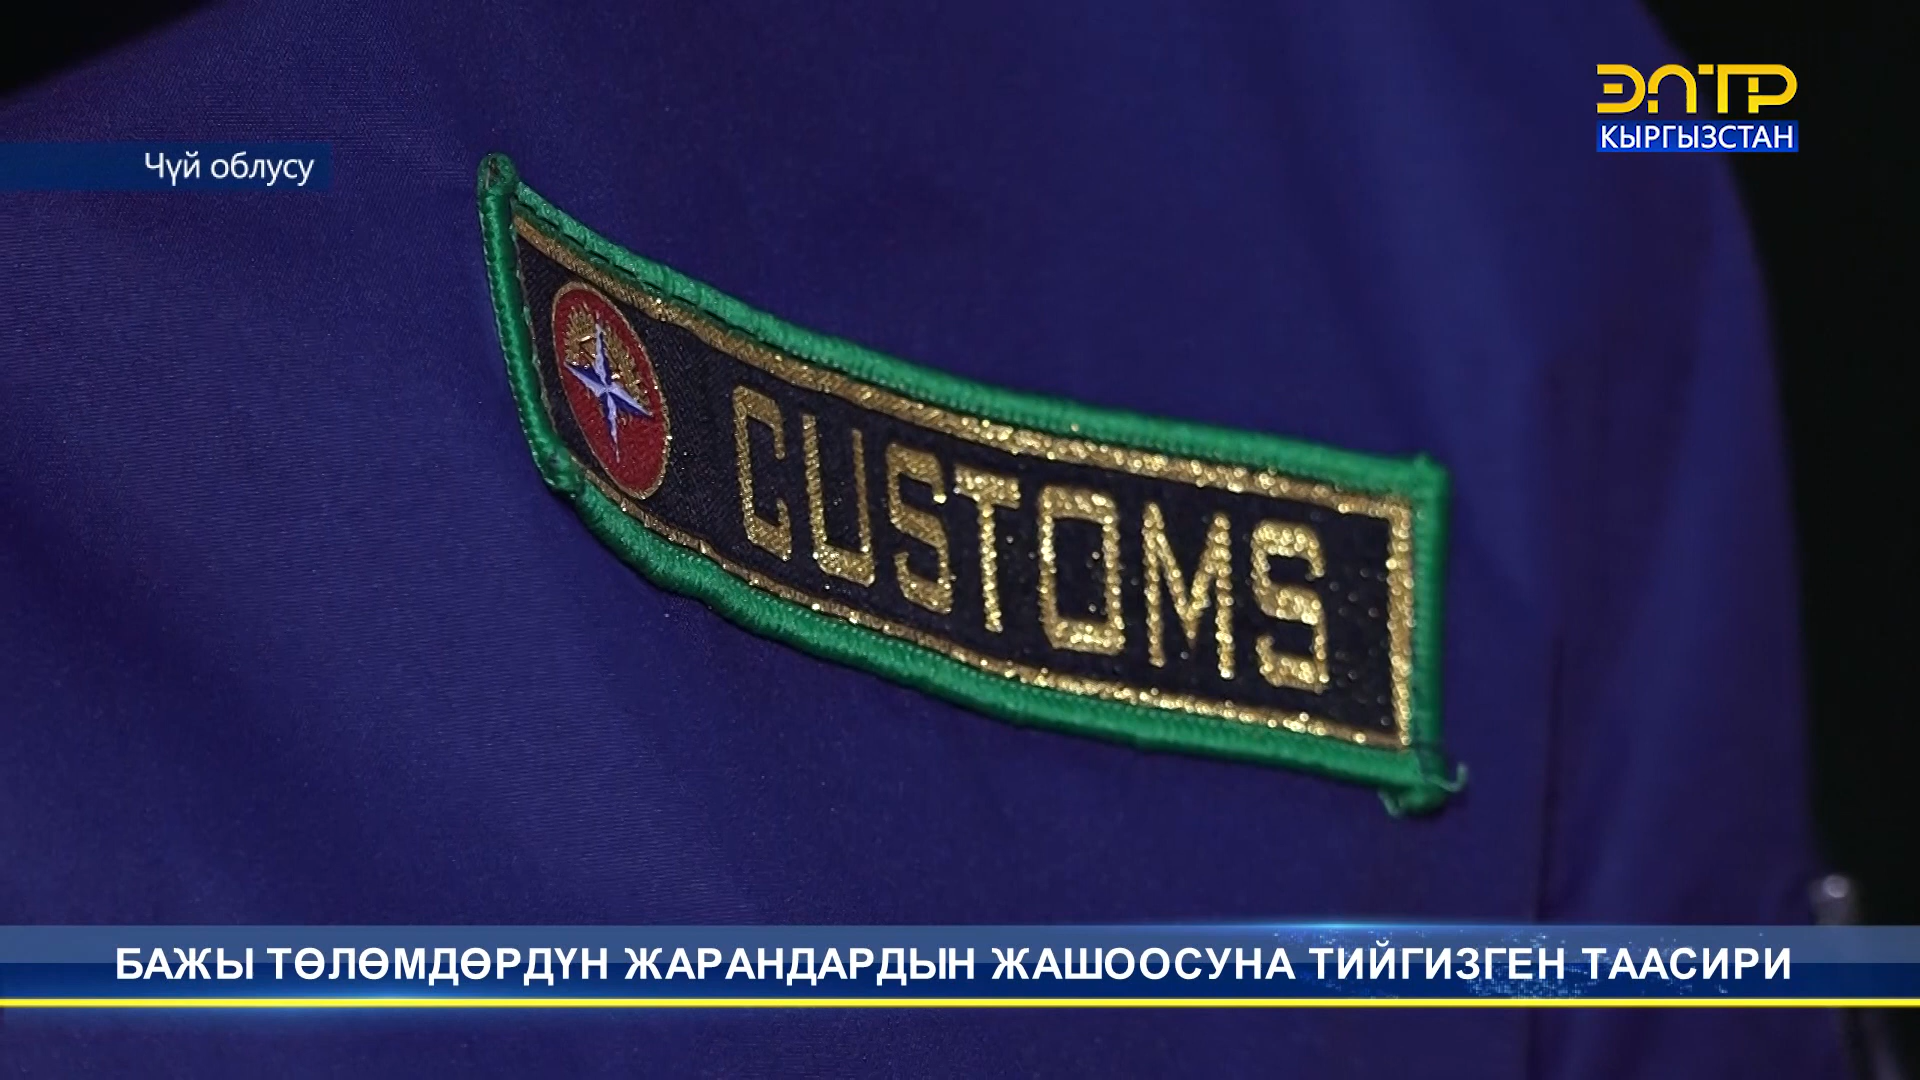 ЭЛТР
КЫРГЫЗСТАН
Чүй облусу
CUSTOMS
БАЖЫ ТӨЛӨМДӨРДҮН ЖАРАНДАРДЫН ЖАШООСУНА ТИЙГИЗГЕН ТААСИРИ